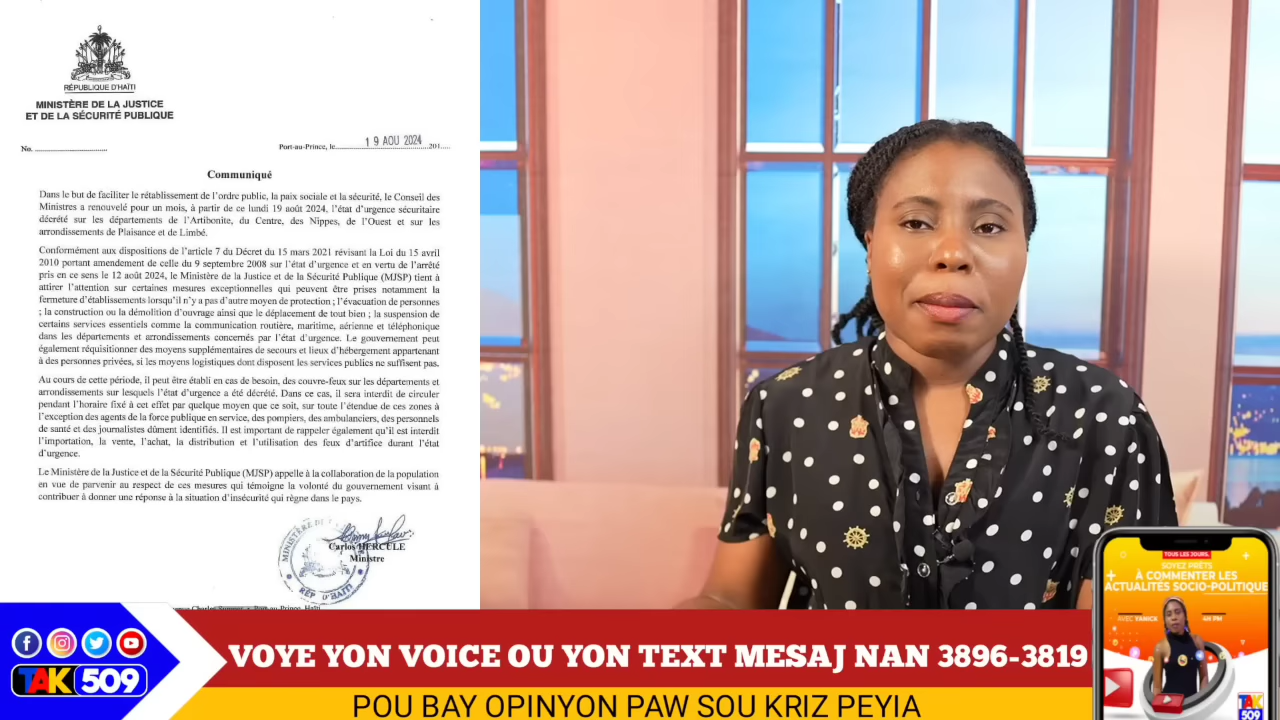 RÉPUBLIQUE D'HAÏTI
MINISTÈRE DE LA JUSTICE
ET DE LA SÉCURITÉ PUBLIQUE
No.
Port-au-Prince, le 19 AOU 2024 201
Communiqué
Dans le but de faciliter le rétablissement de l'ordre public, la paix sociale et la sécurité, le Conseil des
Ministres a renouvelé pour un mois, à partir de ce lundi 19 août 2024, l'état d'urgence sécuritaire
décrété sur les départements de l'Artibonite, du Centre, des Nippes, de l'Ouest et sur les
arrondissements de Plaisance et de Limbé.
Conformément aux dispositions de l'article 7 du Décret du 15 mars 2021 révisant la Loi du 15 avril
2010 portant amendement de celle du 9 septembre 2008 sur l'état d'urgence et en vertu de l'arrêté
pris en ce sens le 12 août 2024, le Ministère de la Justice et de la Sécurité Publique (MJSP) tient à
attirer l'attention sur certaines mesures exceptionnelles qui peuvent être prises notamment la
fermeture d'établissements lorsqu'il n'y a pas d'autre moyen de protection ; l'évacuation de personnes
; la construction ou la démolition d'ouvrage ainsi que le déplacement de tout bien ; la suspension de
certains services essentiels comme la communication routière, maritime, aérienne et téléphonique
dans les départements et arrondissements concernés par l'état d'urgence. Le gouvernement peut
également réquisitionner des moyens supplémentaires de secours et lieux d'hébergement appartenant
à des personnes privées, si les moyens logistiques dont disposent les services publics ne suffisent pas.
Au cours de cette période, il peut être établi en cas de besoin, des couvre-feux sur les départements et
arrondissements sur lesquels l'état d'urgence a été décrété. Dans ce cas, il sera interdit de circuler
pendant l'horaire fixé à cet effet par quelque moyen que ce soit, sur toute l'étendue de ces zones à
l'exception des agents de la force publique en service, des pompiers, des ambulanciers, des personnels
de santé et des journalistes dûment identifiés. Il est important de rappeler également qu'il est interdit
l'importation, la vente, l'achat, la distribution et l'utilisation des feux d'artifice durant l'état
d'urgence.
Le Ministère de la Justice et de la Sécurité Publique (MJSP) appelle à la collaboration de la population
en vue de parvenir au respect de ces mesures qui témoigne la volonté du gouvernement visant à
contribuer à donner une réponse à la situation d'insécurité qui règne dans le pays.
Carlos HERCULE
Ministre
REP D'HAITI
Port-au-Prince, Haïti
TAK 509
VOYE YON VOICE OU YON TEXT MESAJ NAN 3896-3819
POU BAY OPINYON PAW SOU KRIZ PEYIA
TOUS LES JOURS,
SOYEZ PRÊTS
À COMMENTER LES
ACTUALITÉS SOCIO-POLITIQUE
AVEC YANICK
4H PM
TAK
509